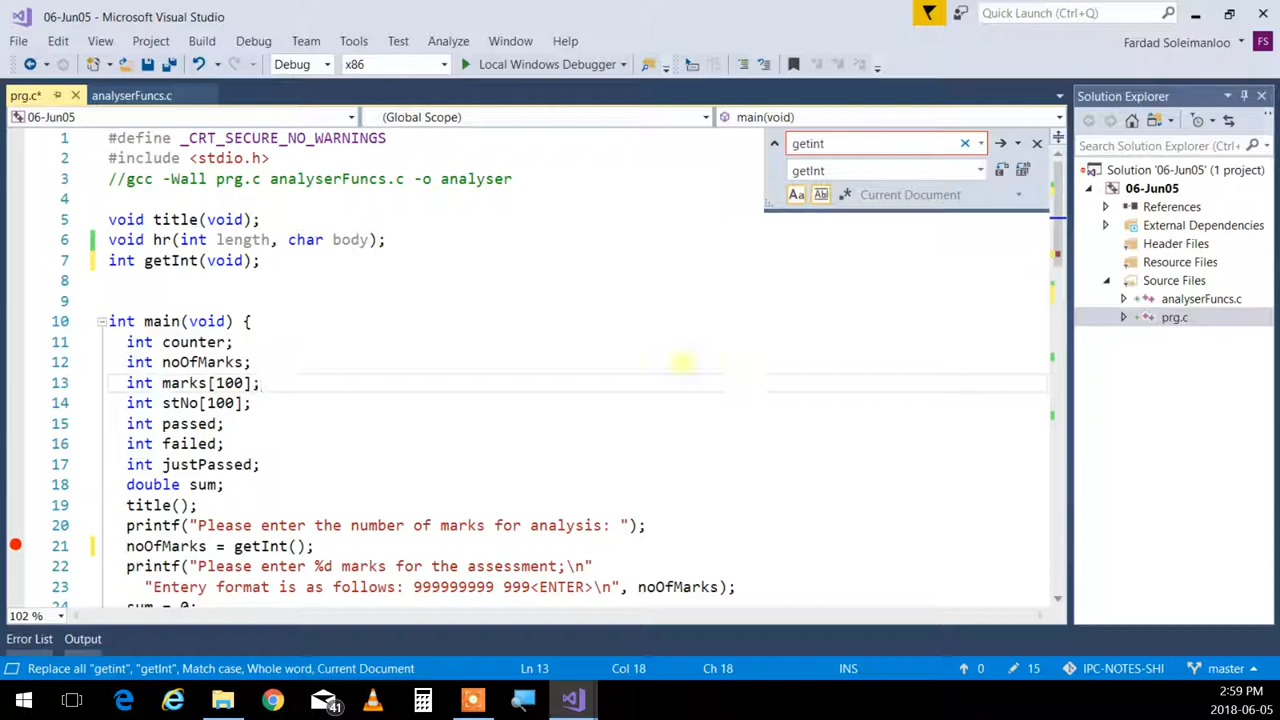 06-Jun05 - Microsoft Visual Studio
Quick Launch (Ctrl+Q)
File Edit View Project Build Debug Team Tools Test Analyze Window Help
Fardad Soleimanloo FS
Debug x86 Local Windows Debugger
prg.c* analyserFuncs.c
06-Jun05 (Global Scope) main(void)
1 #define _CRT_SECURE_NO_WARNINGS
2 #include <stdio.h>
3 //gcc -Wall prg.c analyserFuncs.c -o analyser
4
5 void title(void);
6 void hr(int length, char body);
7 int getInt(void);
8
9
10 int main(void) {
11 int counter;
12 int noOfMarks;
13 int marks[100];
14 int stNo[100];
15 int passed;
16 int failed;
17 int justPassed;
18 double sum;
19 title();
20 printf("Please enter the number of marks for analysis: ");
21 noOfMarks = getInt();
22 printf("Please enter %d marks for the assessment;\n"
23 "Entery format is as follows: 999999999 999<ENTER>\n", noOfMarks);
24 sum = 0;
getint
getInt
Aa Ab Current Document
Solution Explorer
Search Solution Explorer (Ctrl+;)
Solution '06-Jun05' (1 project)
06-Jun05
References
External Dependencies
Header Files
Resource Files
Source Files
analyserFuncs.c
prg.c
102 %
Error List Output
Replace all "getint", "getInt", Match case, Whole word, Current Document Ln 13 Col 18 Ch 18 INS 0 15 IPC-NOTES-SHI master
41
2:59 PM
2018-06-05